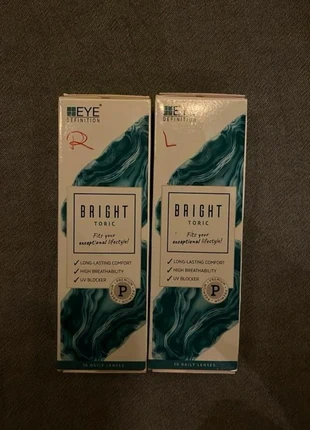 EYE
DEFINITION
R
BRIGHT
TORIC
Fits your
exceptional lifestyle!
✓ LONG-LASTING COMFORT
✓ HIGH BREATHABILITY
✓ UV BLOCKER
P
30 DAILY LENSES
EYE
DEFINITION
L
BRIGHT
TORIC
Fits your
exceptional lifestyle!
✓ LONG-LASTING COMFORT
✓ HIGH BREATHABILITY
✓ UV BLOCKER
P
30 DAILY LENSES